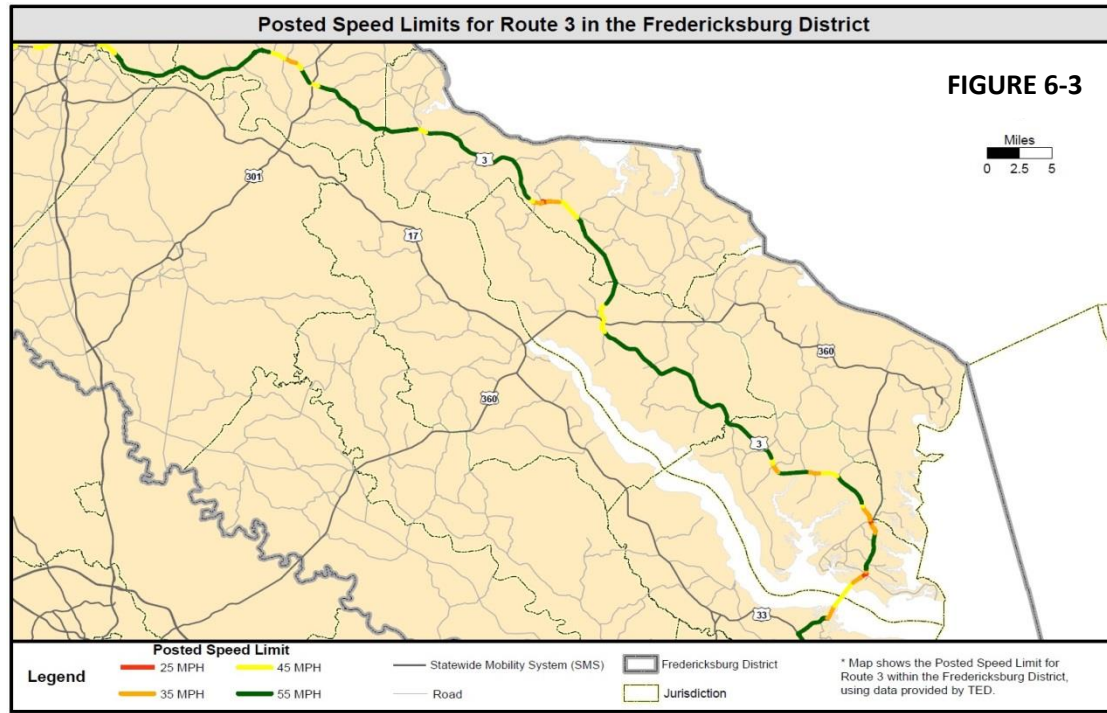 Posted Speed Limits for Route 3 in the Fredericksburg District
FIGURE 6-3
Miles
0 2.5 5
3
301
17
360
360
3
33
Legend
Posted Speed Limit
25 MPH
45 MPH
35 MPH
55 MPH
Statewide Mobility System (SMS)
Road
Fredericksburg District
Jurisdiction
* Map shows the Posted Speed Limit for
Route 3 within the Fredericksburg District,
using data provided by TED.